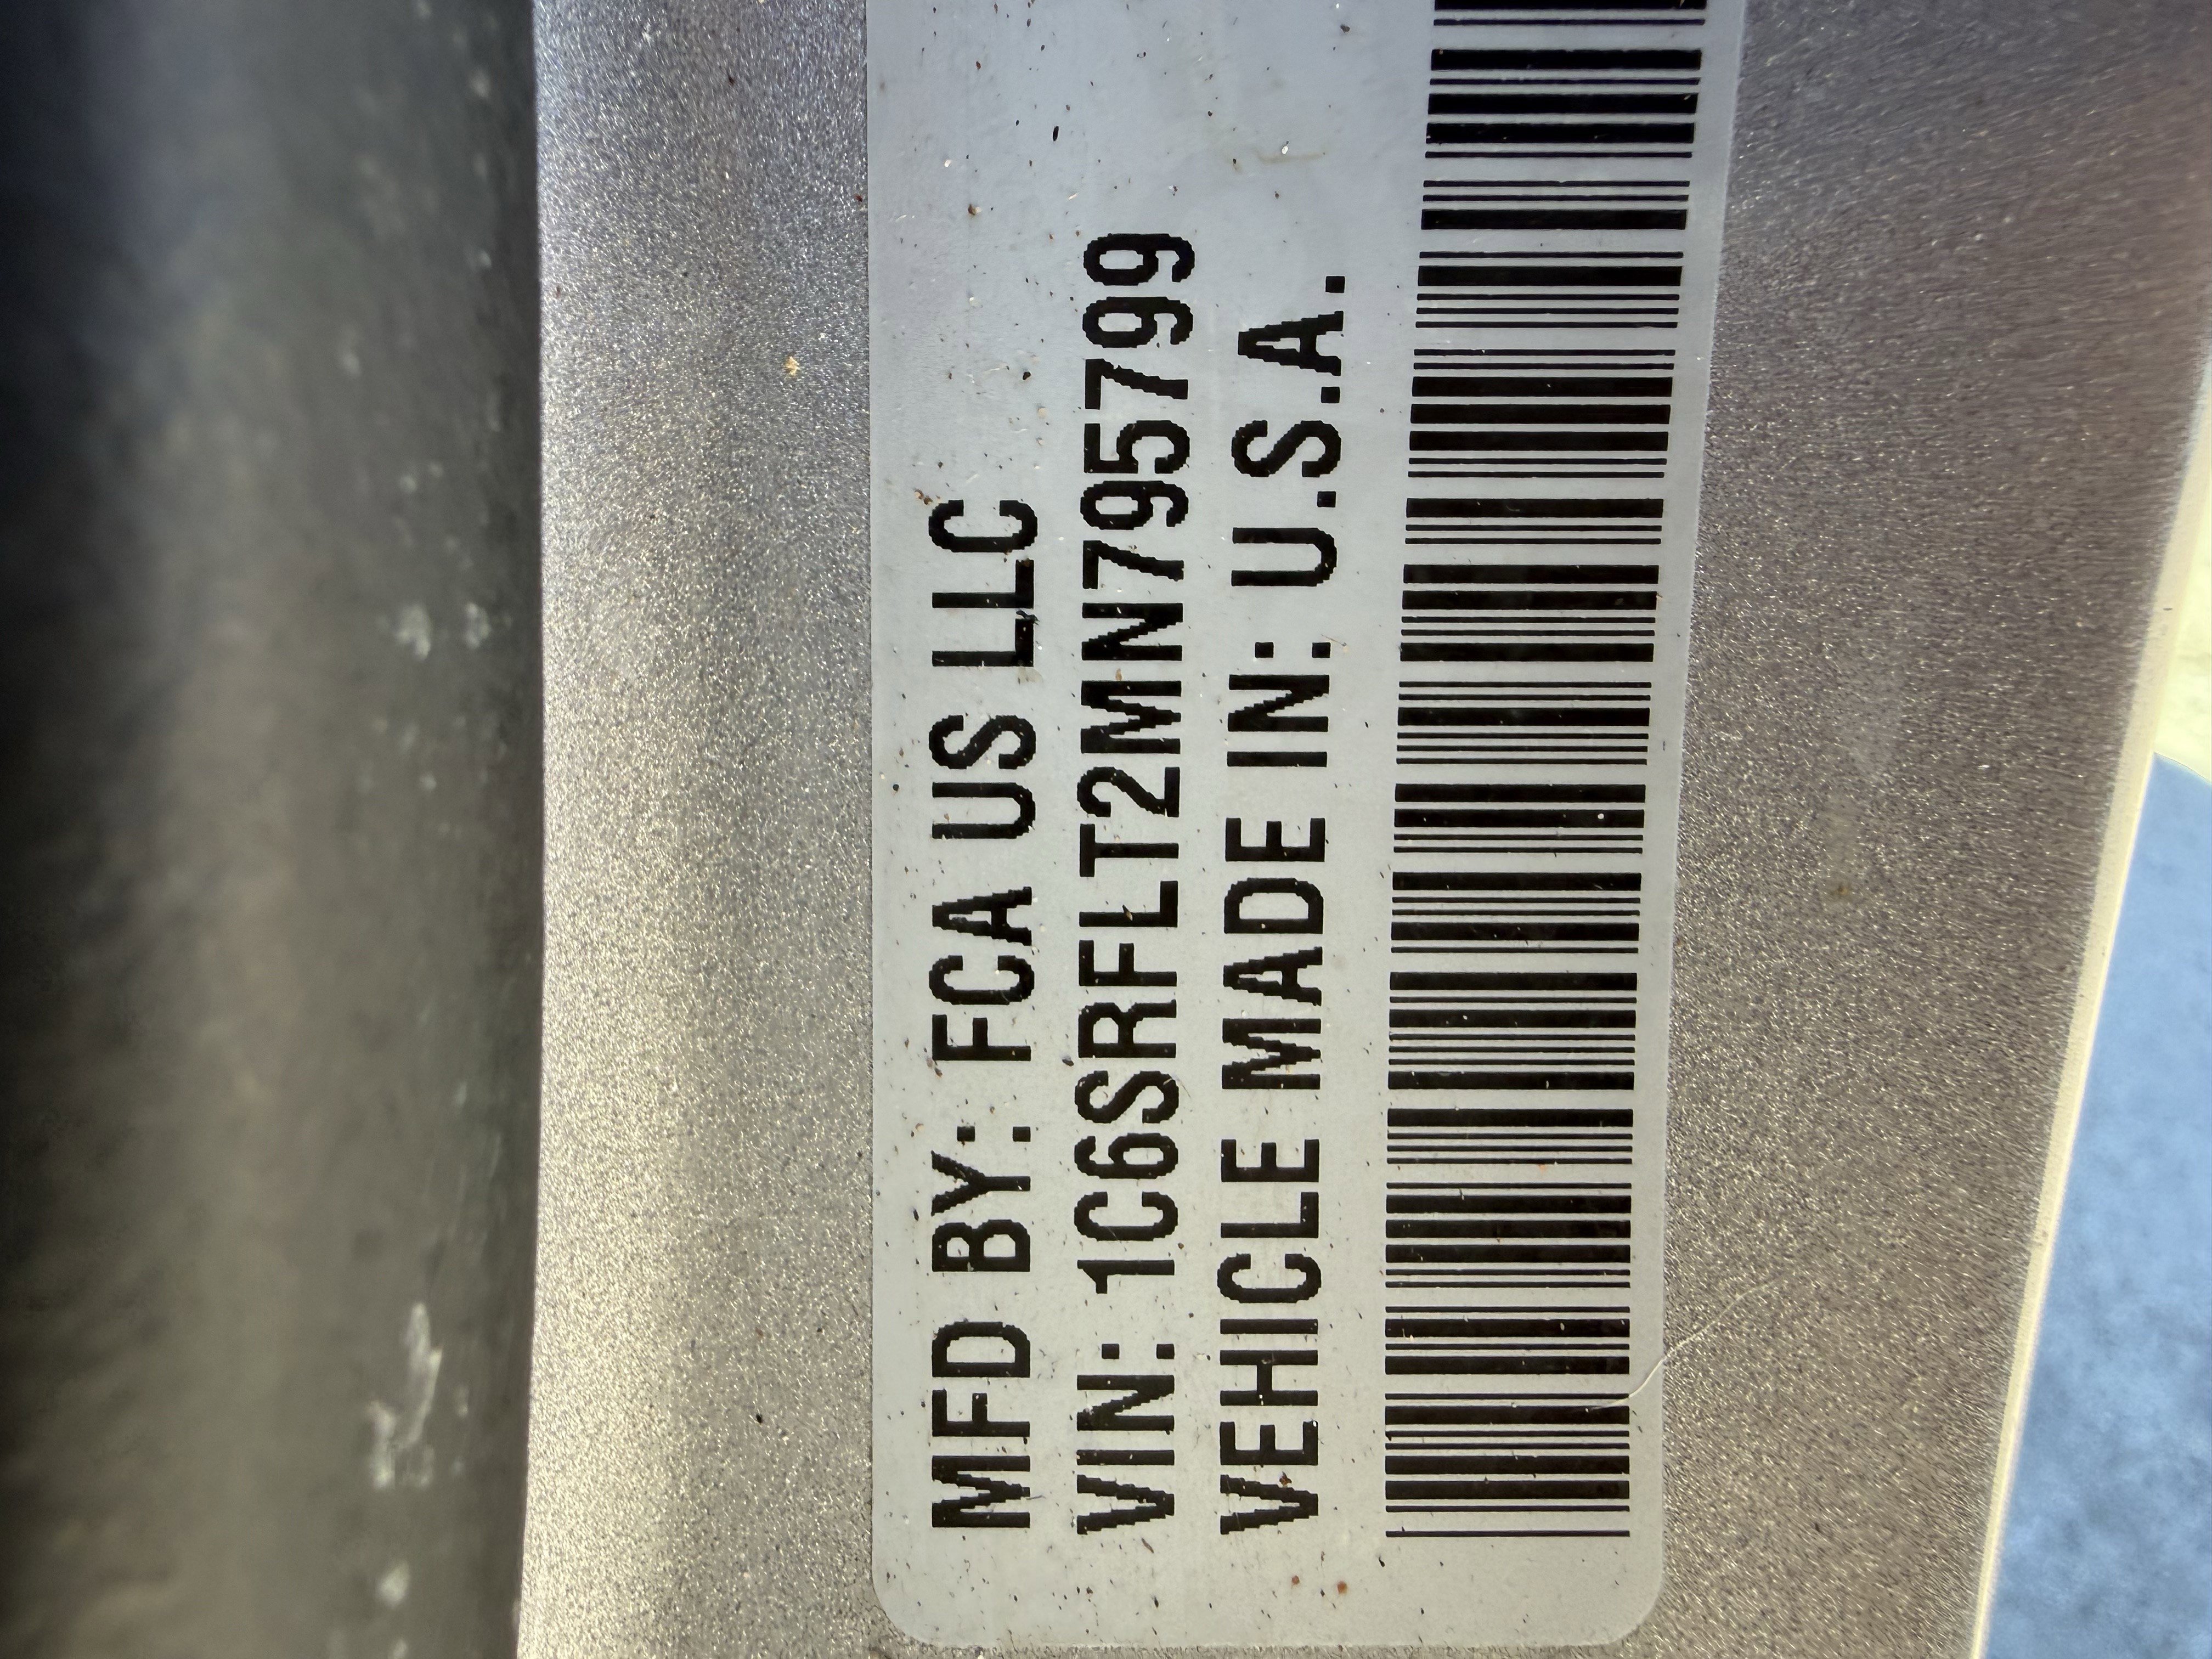 MFD BY: FCA US LLC
VIN: 1C6SRFLT2MN795799
VEHICLE MADE IN: U.S.A.